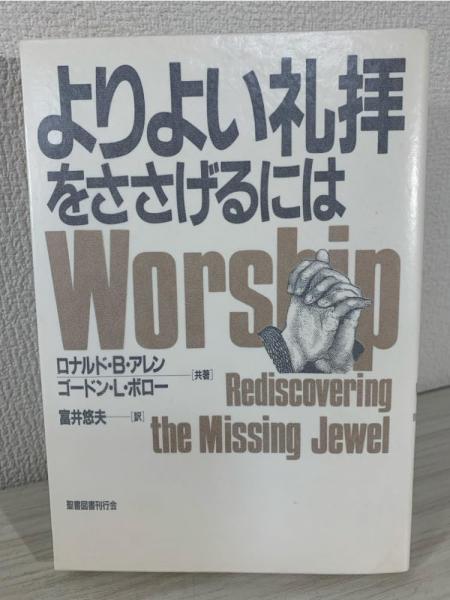 よりよい礼拝
をささげるには
Worship
ロナルド・B・アレン
ゴードン・L・ボロー
[共著]
富井悠夫
[訳]
Rediscovering
the Missing Jewel
聖書図書刊行会